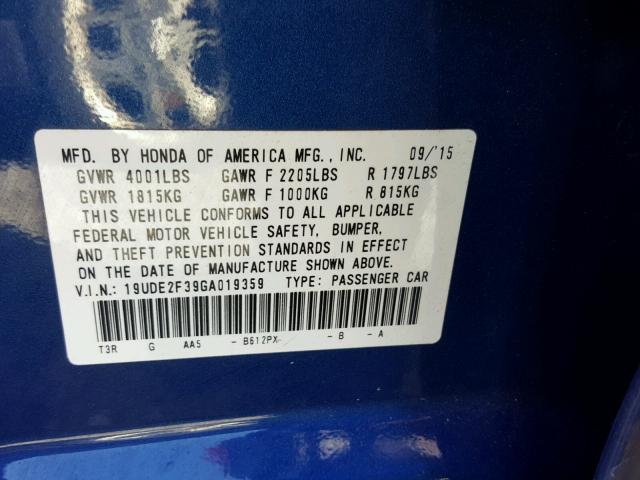 MFD. BY HONDA OF AMERICA MFG., INC. 09/'15
GVWR 4001LBS GAWR F 2205LBS R 1797LBS
GVWR 1815KG GAWR F 1000KG R 815KG
THIS VEHICLE CONFORMS TO ALL APPLICABLE
FEDERAL MOTOR VEHICLE SAFETY, BUMPER,
AND THEFT PREVENTION STANDARDS IN EFFECT
ON THE DATE OF MANUFACTURE SHOWN ABOVE.
V.I.N.: 19UDE2F39GA019359 TYPE: PASSENGER CAR
T3R G AA5 - B612PX - B - A